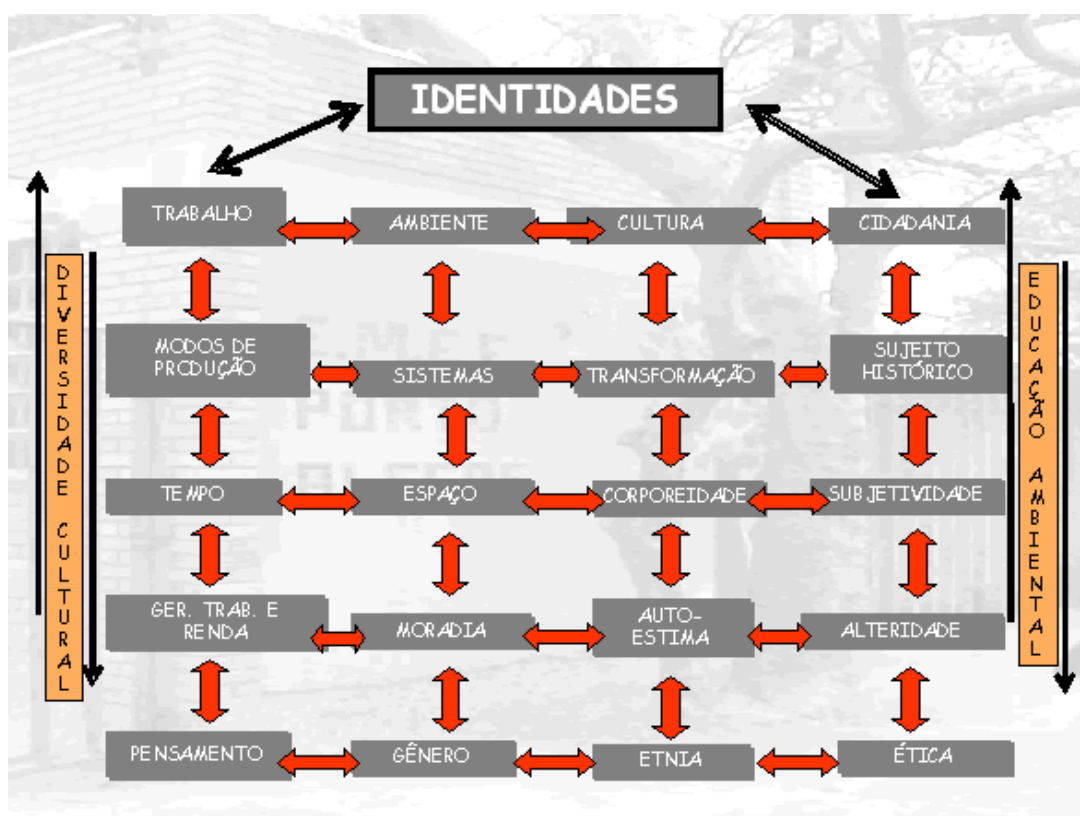 IDENTIDADES
TRABALHO
AMBIENTE
CULTURA
CIDADANIA
DIVERSIDADE CULTURAL
EDUCAÇÃO AMBIENTAL
MODOS DE
PRODUÇÃO
SISTEMAS
TRANSFORMAÇÃO
SUJEITO
HISTÓRICO
TEMPO
ESPAÇO
CORPOREIDADE
SUBJETIVIDADE
GER. TRAB. E
RENDA
MORADIA
AUTO-
ESTIMA
ALTERIDADE
PENSAMENTO
GÊNERO
ETNIA
ÉTICA